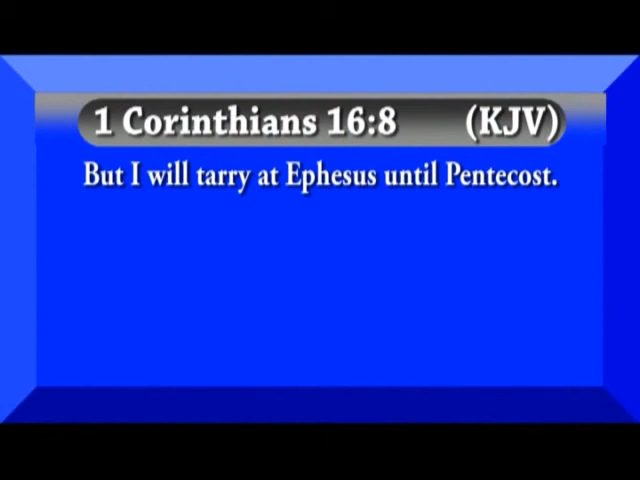 1 Corinthians 16:8 (KJV)
But I will tarry at Ephesus until Pentecost.